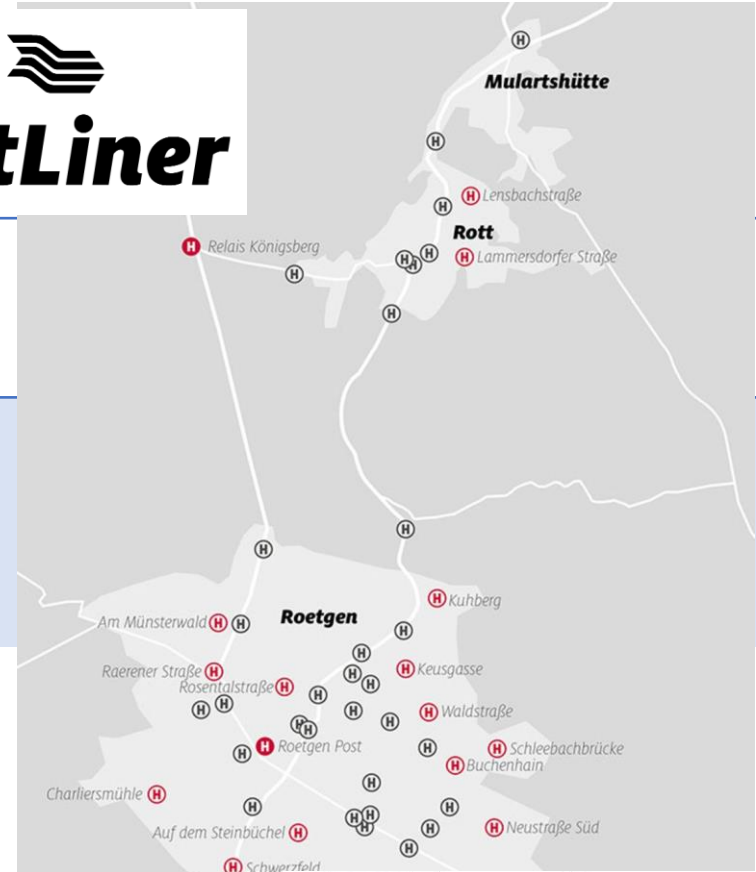 tLiner
Mulartshütte
Lensbachstraße
Rott
Relais Königsberg
Lammersdorfer Straße
Kuhberg
Roetgen
Am Münsterwald
Keusgasse
Raerener Straße
Rosentalstraße
Waldstraße
Roetgen Post
Schleebachbrücke
Buchenhain
Charliersmühle
Neustraße Süd
Auf dem Steinbüchel
Schwerzfeld